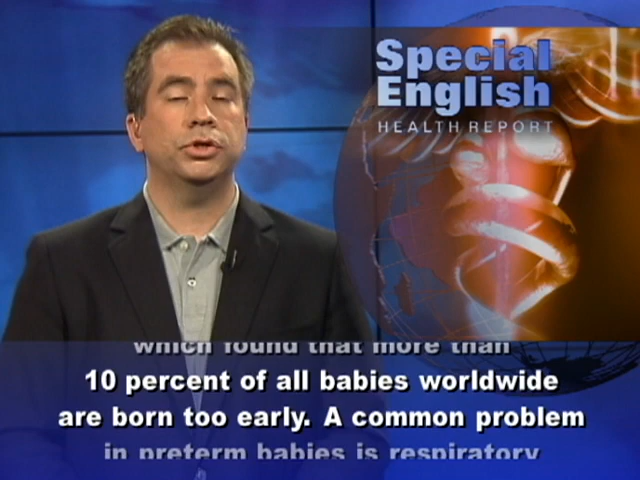 Special
English
HEALTH REPORT
which found that more than
10 percent of all babies worldwide
are born too early. A common problem
in preterm babies is respiratory